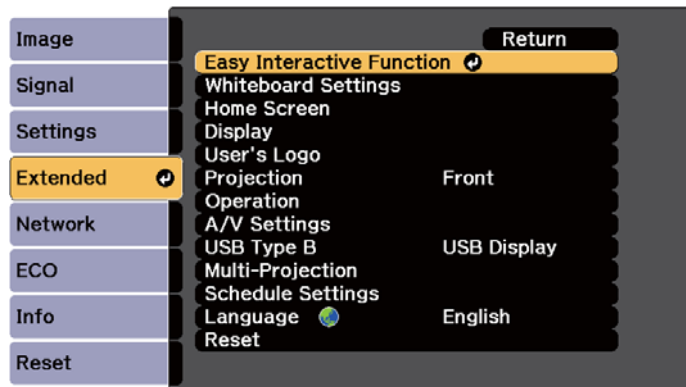 Image
Signal
Settings
Extended
Network
ECO
Info
Reset
Return
Easy Interactive Function
Whiteboard Settings
Home Screen
Display
User's Logo
Projection Front
Operation
A/V Settings
USB Type B USB Display
Multi-Projection
Schedule Settings
Language English
Reset